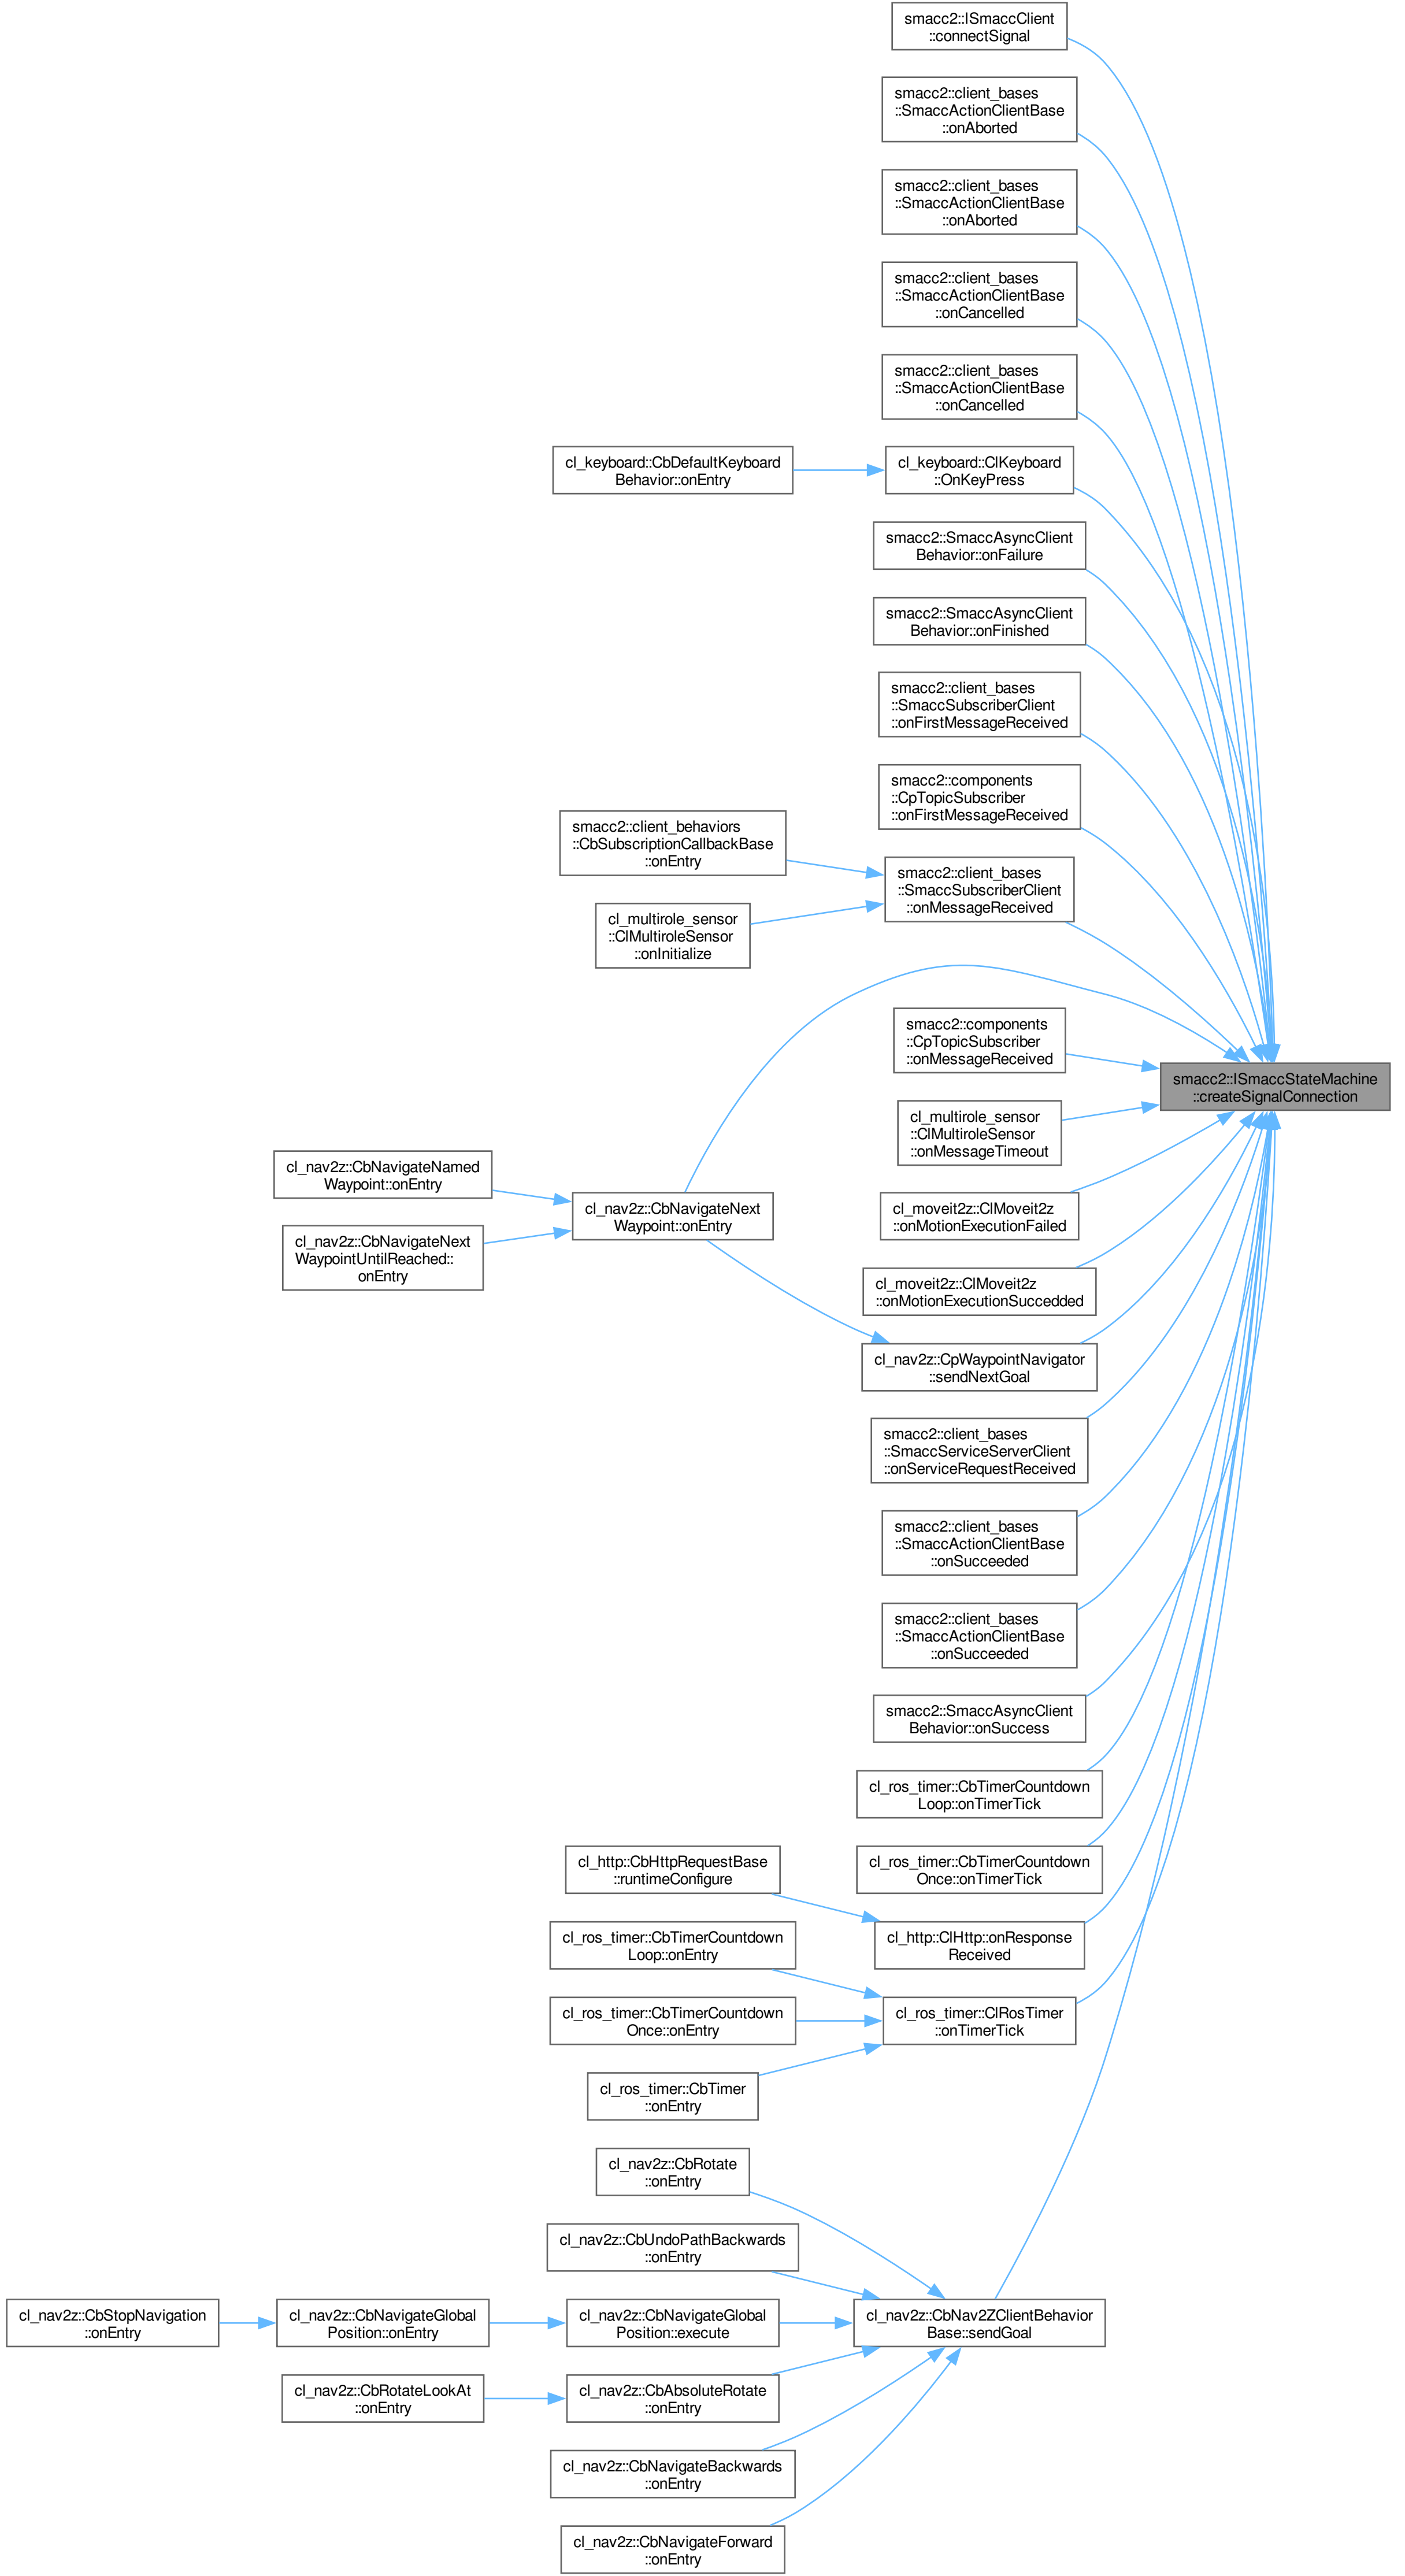 smacc2::ISmaccClient
::connectSignal
smacc2::client_bases
::SmaccActionClientBase
::onAborted
smacc2::client_bases
::SmaccActionClientBase
::onAborted
smacc2::client_bases
::SmaccActionClientBase
::onCancelled
smacc2::client_bases
::SmaccActionClientBase
::onCancelled
cl_keyboard::CbDefaultKeyboard
Behavior::onEntry
cl_keyboard::ClKeyboard
::OnKeyPress
smacc2::SmaccAsyncClient
Behavior::onFailure
smacc2::SmaccAsyncClient
Behavior::onFinished
smacc2::client_bases
::SmaccSubscriberClient
::onFirstMessageReceived
smacc2::components
::CpTopicSubscriber
::onFirstMessageReceived
smacc2::client_behaviors
::CbSubscriptionCallbackBase
::onEntry
smacc2::client_bases
::SmaccSubscriberClient
::onMessageReceived
cl_multirole_sensor
::ClMultiroleSensor
::onInitialize
smacc2::components
::CpTopicSubscriber
::onMessageReceived
smacc2::ISmaccStateMachine
::createSignalConnection
cl_multirole_sensor
::ClMultiroleSensor
::onMessageTimeout
cl_nav2z::CbNavigateNamed
Waypoint::onEntry
cl_nav2z::CbNavigateNext
Waypoint::onEntry
cl_moveit2z::ClMoveit2z
::onMotionExecutionFailed
cl_nav2z::CbNavigateNext
WaypointUntilReached::
onEntry
cl_moveit2z::ClMoveit2z
::onMotionExecutionSuccedded
cl_nav2z::CpWaypointNavigator
::sendNextGoal
smacc2::client_bases
::SmaccServiceServerClient
::onServiceRequestReceived
smacc2::client_bases
::SmaccActionClientBase
::onSucceeded
smacc2::client_bases
::SmaccActionClientBase
::onSucceeded
smacc2::SmaccAsyncClient
Behavior::onSuccess
cl_ros_timer::CbTimerCountdown
Loop::onTimerTick
cl_http::CbHttpRequestBase
::runtimeConfigure
cl_ros_timer::CbTimerCountdown
Once::onTimerTick
cl_ros_timer::CbTimerCountdown
Loop::onEntry
cl_http::ClHttp::onResponse
Received
cl_ros_timer::CbTimerCountdown
Once::onEntry
cl_ros_timer::ClRosTimer
::onTimerTick
cl_ros_timer::CbTimer
::onEntry
cl_nav2z::CbRotate
::onEntry
cl_nav2z::CbUndoPathBackwards
::onEntry
cl_nav2z::CbStopNavigation
::onEntry
cl_nav2z::CbNavigateGlobal
Position::onEntry
cl_nav2z::CbNavigateGlobal
Position::execute
cl_nav2z::CbNav2ZClientBehavior
Base::sendGoal
cl_nav2z::CbRotateLookAt
::onEntry
cl_nav2z::CbAbsoluteRotate
::onEntry
cl_nav2z::CbNavigateBackwards
::onEntry
cl_nav2z::CbNavigateForward
::onEntry